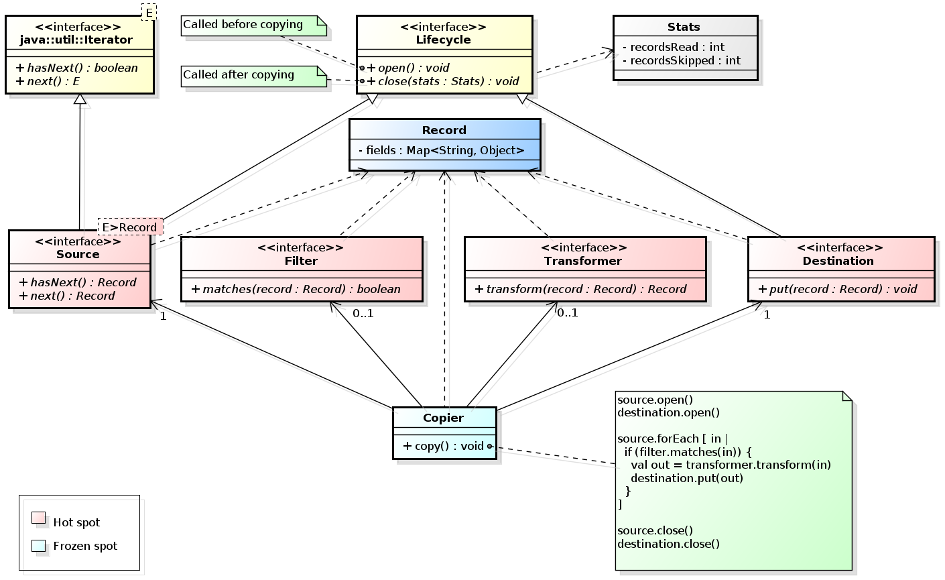 E
<<interface>>
java::util::Iterator
+ hasNext() : boolean
+ next() : E
Called before copying
Called after copying
<<interface>>
Lifecycle
+ open() : void
+ close(stats : Stats) : void
Stats
- recordsRead : int
- recordsSkipped : int
Record
- fields : Map<String, Object>
E>Record
<<interface>>
Source
+ hasNext() : Record
+ next() : Record
<<interface>>
Filter
+ matches(record : Record) : boolean
<<interface>>
Transformer
+ transform(record : Record) : Record
<<interface>>
Destination
+ put(record : Record) : void
1
0..1
0..1
1
Copier
+ copy() : void
source.open()
destination.open()
source.forEach [ in |
if (filter.matches(in)) {
val out = transformer.transform(in)
destination.put(out)
}
]
source.close()
destination.close()
Hot spot
Frozen spot